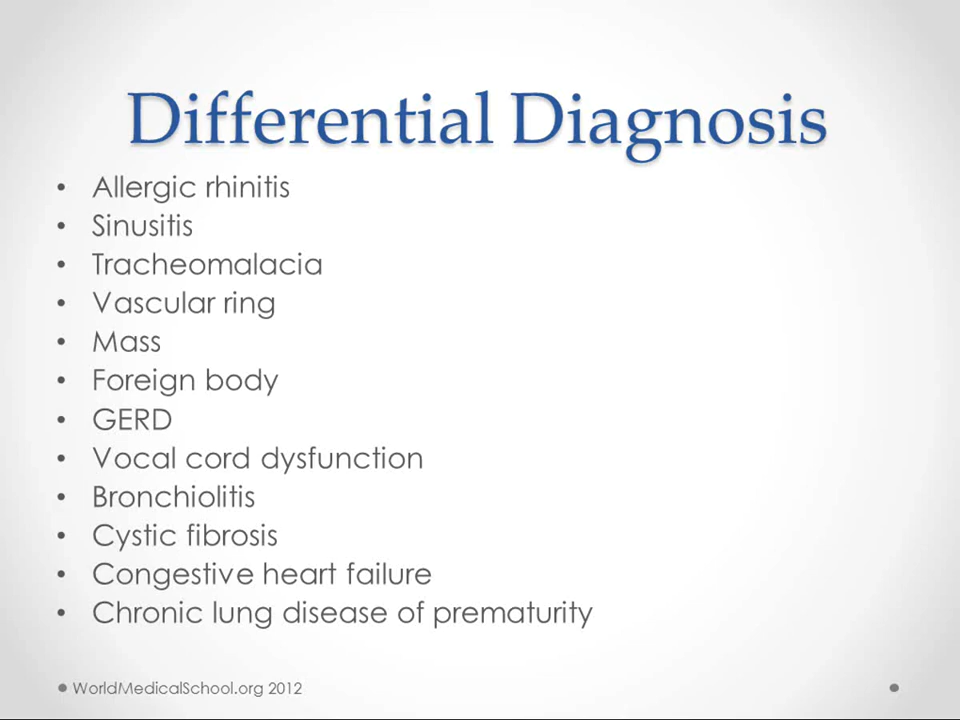 Differential Diagnosis
• Allergic rhinitis
• Sinusitis
• Tracheomalacia
• Vascular ring
• Mass
• Foreign body
• GERD
• Vocal cord dysfunction
• Bronchiolitis
• Cystic fibrosis
• Congestive heart failure
• Chronic lung disease of prematurity
WorldMedicalSchool.org 2012